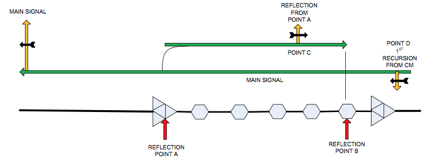 MAIN SIGNAL
REFLECTION
FROM
POINT A
POINT C
POINT D
1ST
RECURSION
FROM CM
MAIN SIGNAL
REFLECTION
POINT A
REFLECTION
POINT B